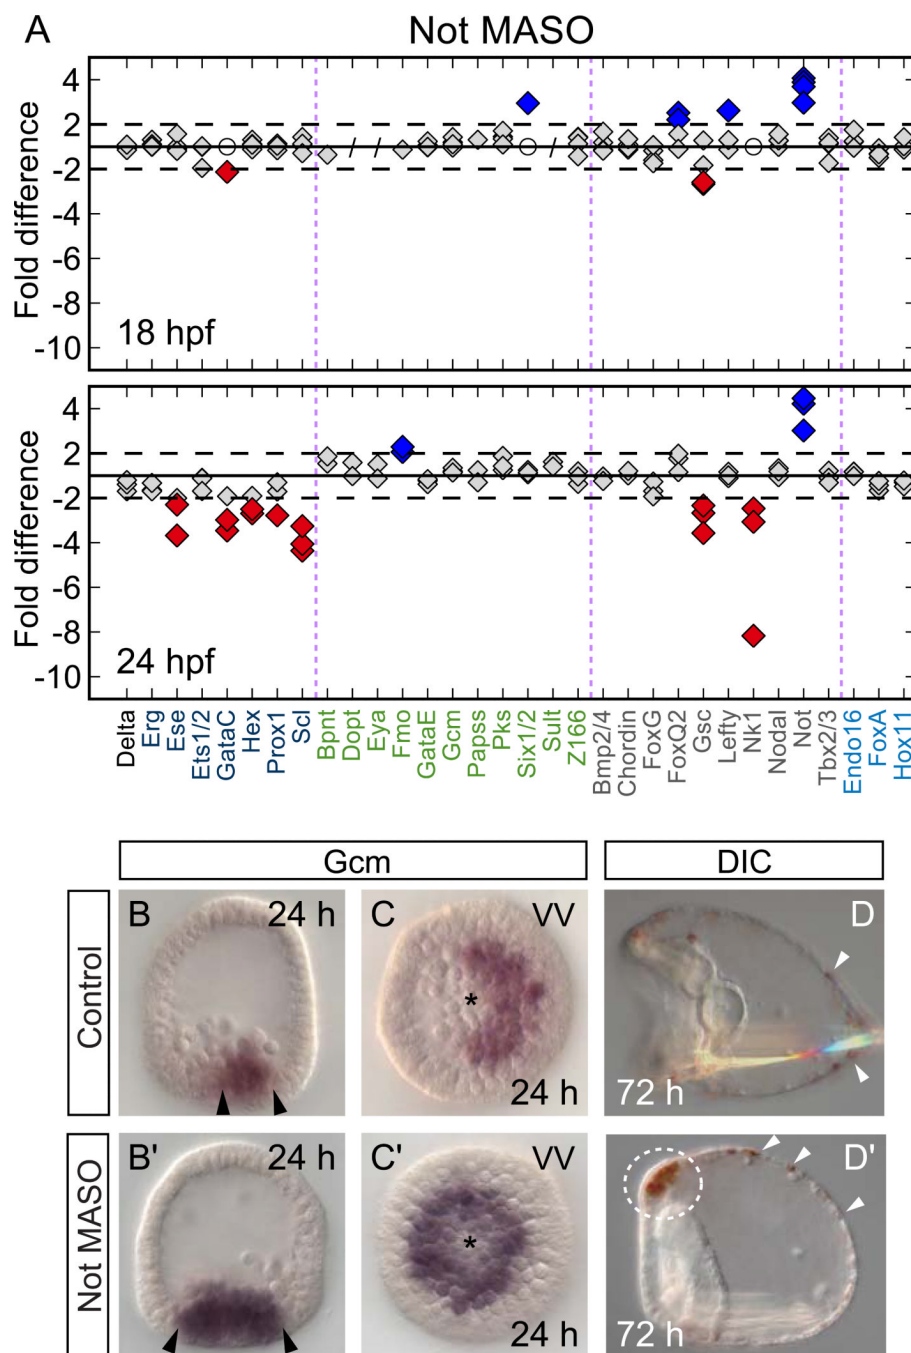 A
Not MASO
Fold difference
4
2
-2
-4
-6
-8
-10
18 hpf
Fold difference
4
2
-2
-4
-6
-8
-10
24 hpf
Delta
Erg
Ese
Ets1/2
GataC
Hex
Prox1
Scl
Bpnt
Dopt
Eya
Fmo
GataE
Gcm
Papss
Pks
Six1/2
Sult
Z166
Bmp2/4
Chordin
FoxG
FoxQ2
Gsc
Lefty
Nk1
Nodal
Not
Tbx2/3
Endo16
FoxA
Hox11
Gcm
DIC
Control
B
24 h
C
VV
*
24 h
D
72 h
Not MASO
B'
24 h
C'
VV
*
24 h
D'
72 h